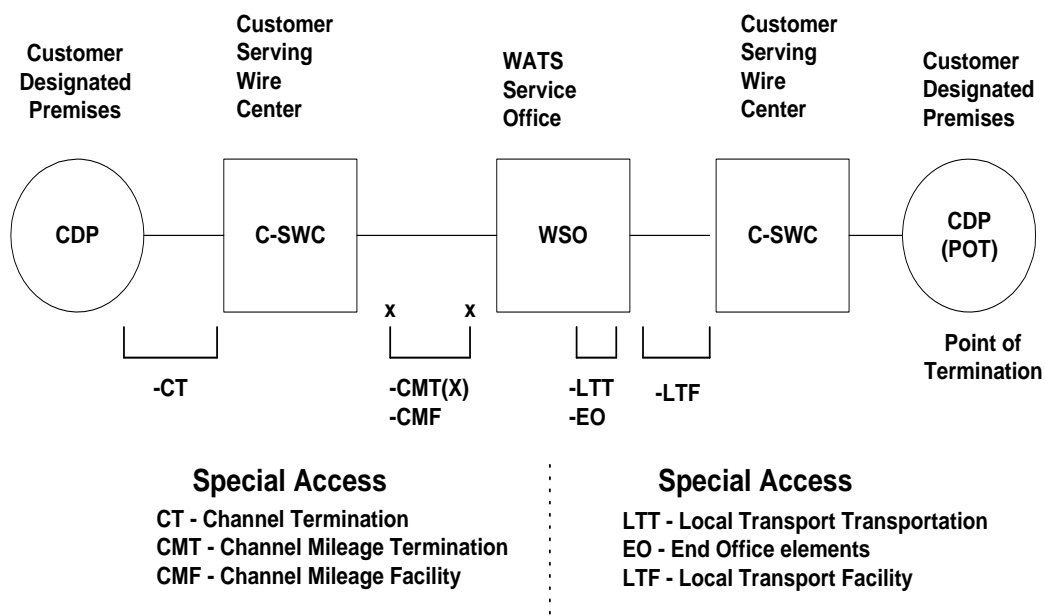 Customer
Designated
Premises
Customer
Serving
Wire
Center
WATS
Service
Office
Customer
Serving
Wire
Center
Customer
Designated
Premises
CDP
C-SWC
WSO
C-SWC
CDP
(POT)
x x
Point of
Termination
-CT
-CMT(X)
-CMF
-LTT
-EO
-LTF
Special Access
CT - Channel Termination
CMT - Channel Mileage Termination
CMF - Channel Mileage Facility
Special Access
LTT - Local Transport Transportation
EO - End Office elements
LTF - Local Transport Facility